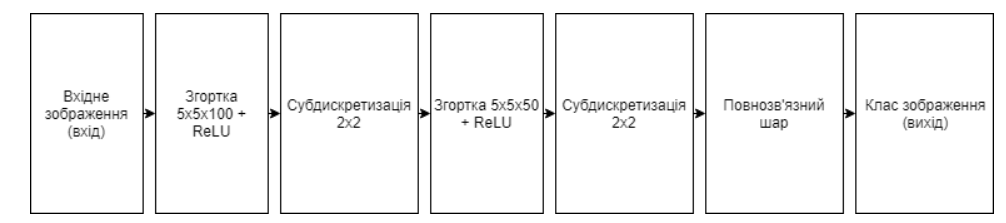 Вхідне
зображення
(вхід)
Згортка
5x5x100 +
ReLU
Субдискретизація
2x2
Згортка 5x5x50
+ ReLU
Субдискретизація
2x2
Повнозв'язний
шар
Клас зображення
(вихід)